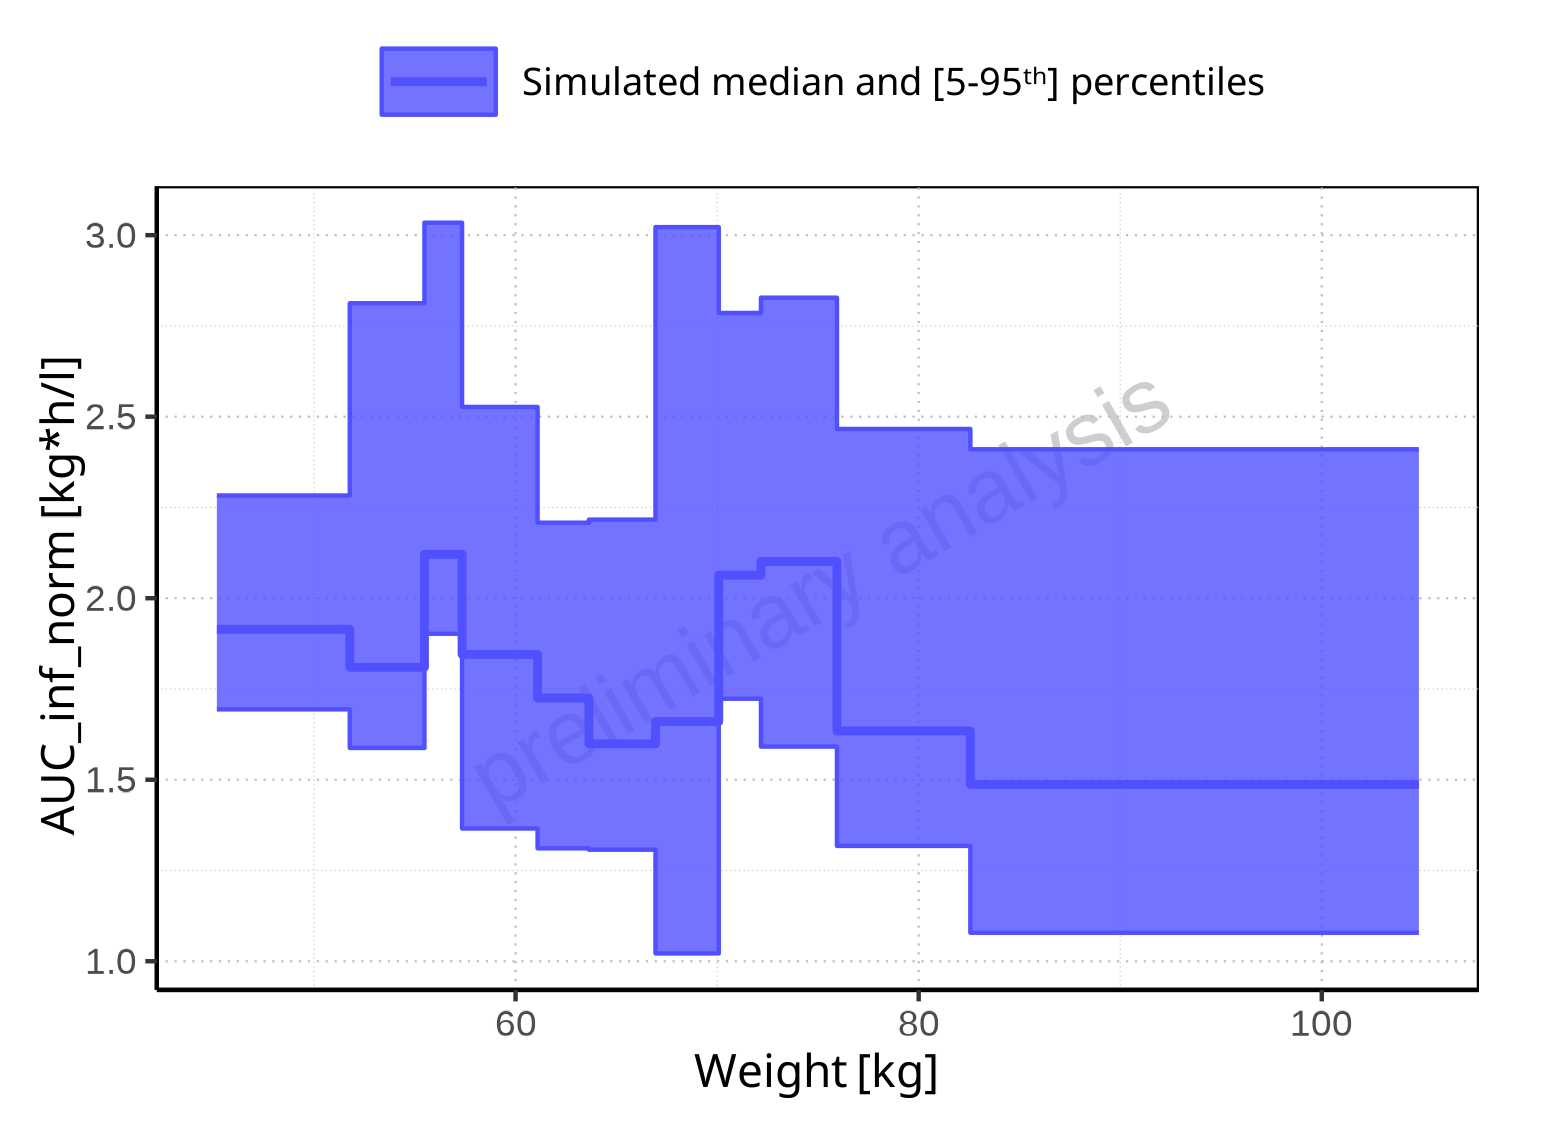 Simulated median and [5-95ᵗʰ] percentiles
3.0
2.5
2.0
1.5
1.0
AUC_inf_norm [kg*h/l]
preliminary analysis
60 80 100
Weight [kg]